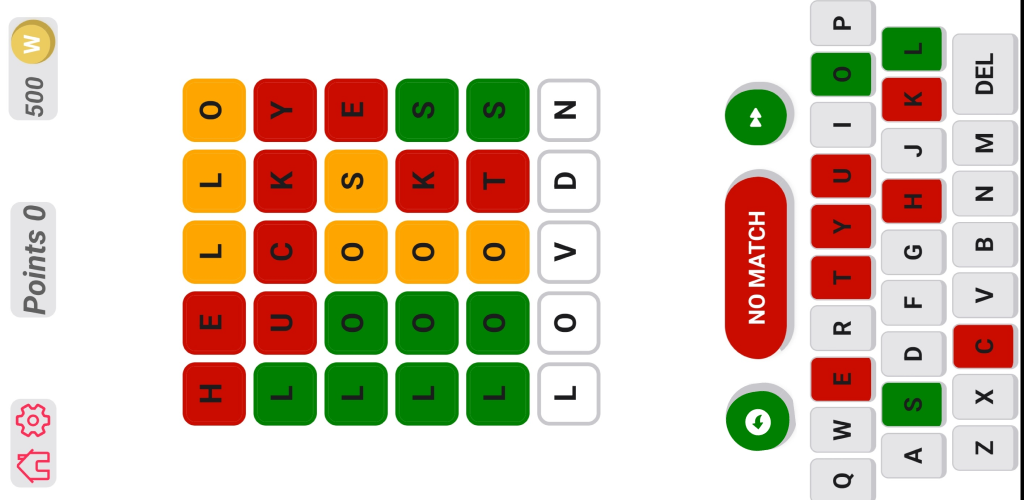 Points 0 500 W
H E L L O
L U C K Y
L O O S E
L O O K S
L O O T S
L O V D N
NO MATCH
Q W E R T Y U I O P
A S D F G H J K L
Z X C V B N M DEL